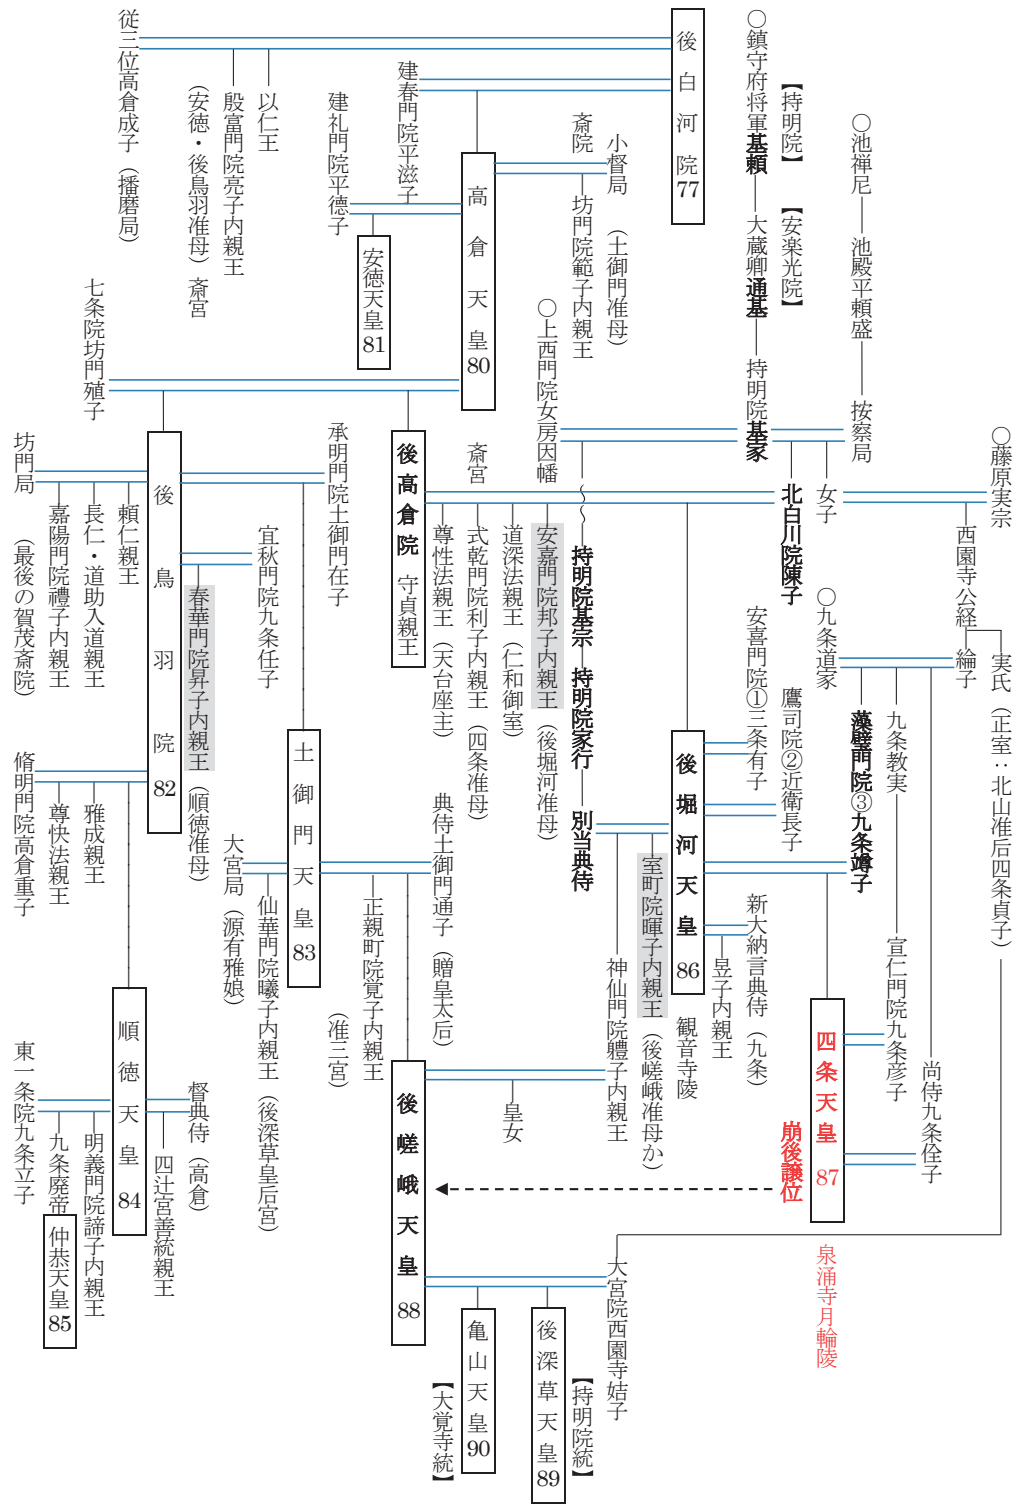 ○藤原実宗
西園寺公経
綸子
実氏（正室：北山准后四条貞子）
○池禅尼
池殿平頼盛
按察局
女子
○九条道家
藻璧門院③九条竴子
九条教実
宣仁門院九条彦子
尚侍九条佺子
四条天皇 87
泉涌寺月輪陵
崩後譲位
【持明院】
【安楽光院】
○鎮守府将軍基頼
大蔵卿通基
持明院基家
北白川院陳子
安喜門院①三条有子
鷹司院②近衛長子
新大納言典侍（九条）
昱子内親王
後白河院 77
後堀河天皇 86
観音寺陵
室町院暉子内親王（後嵯峨准母か）
神仙門院體子内親王
小督局
（土御門准母）
斎院
坊門院範子内親王
○上西門院女房因幡
持明院基宗
持明院家行
別当典侍
安嘉門院邦子内親王（後堀河准母）
道深法親王（仁和御室）
斎宮
式乾門院利子内親王（四条准母）
尊性法親王（天台座主）
高倉天皇 80
後高倉院 守貞親王
建春門院平滋子
建礼門院平徳子
安徳天皇 81
以仁王
殷富門院亮子内親王
（安徳・後鳥羽准母）斎宮
従三位高倉成子（播磨局）
七条院坊門殖子
後鳥羽院 82
承明門院土御門在子
宜秋門院九条任子
春華門院昇子内親王（順徳准母）
頼仁親王
長仁・道助入道親王
嘉陽門院禮子内親王
（最後の賀茂斎院）
坊門局
雅成親王
尊快法親王
脩明門院高倉重子
土御門天皇 83
典侍土御門通子（贈皇太后）
正親町院覚子内親王
（准三宮）
仙華門院曦子内親王（後深草皇后宮）
大宮局（源有雅娘）
順徳天皇 84
督典侍（高倉）
四辻宮善統親王
明義門院諦子内親王
九条廃帝
仲恭天皇 85
東一条院九条立子
後嵯峨天皇 88
皇女
大宮院西園寺姞子
【持明院統】
後深草天皇 89
亀山天皇 90
【大覚寺統】